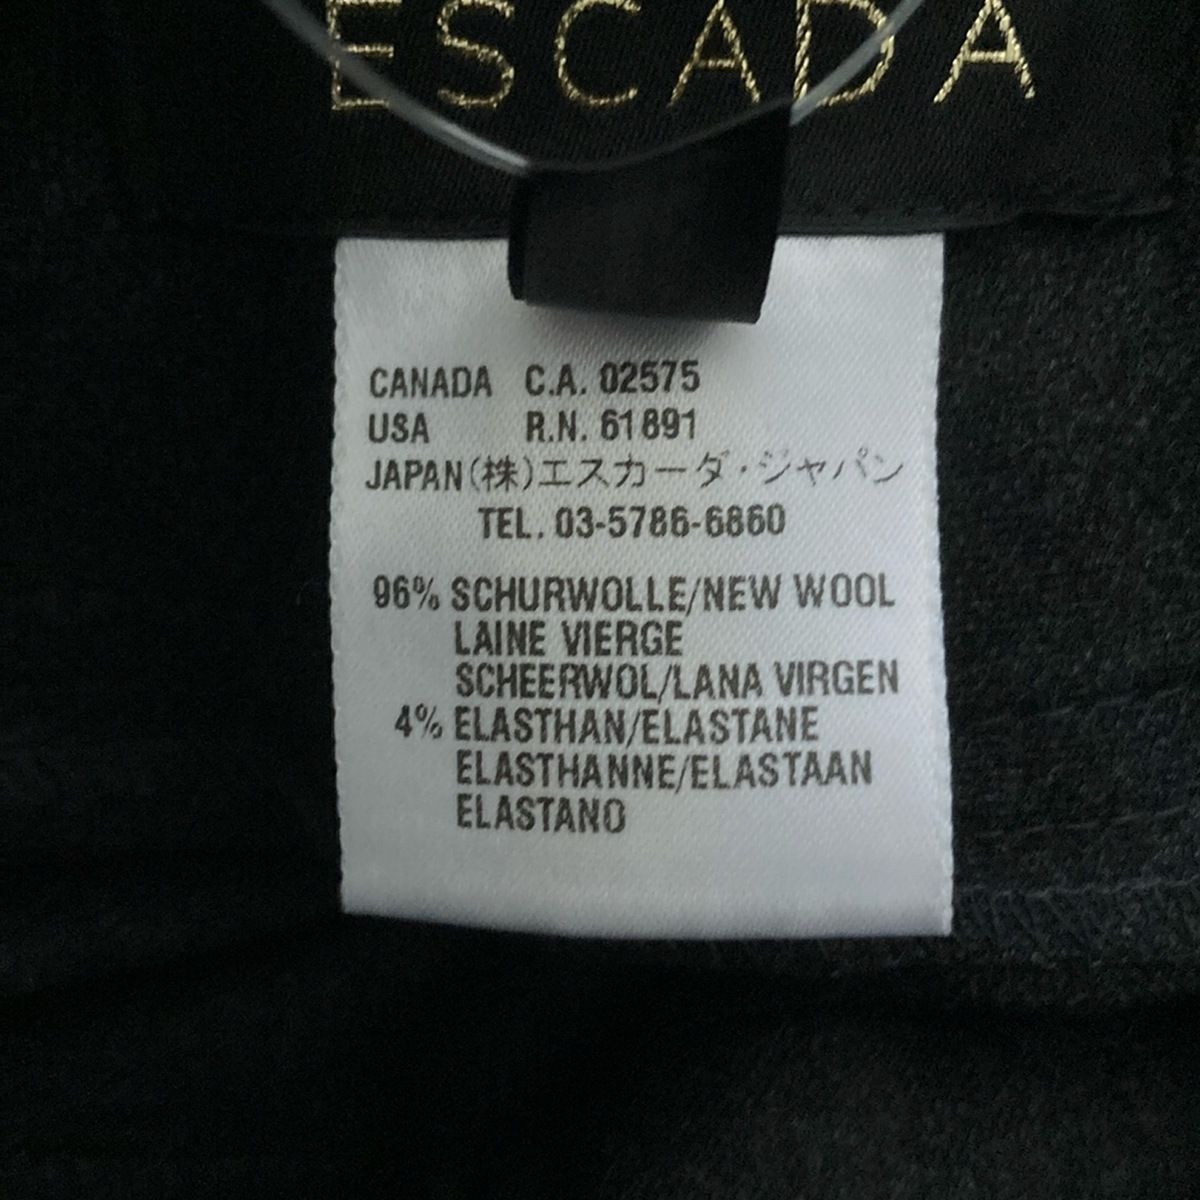 ESCADA
CANADA C.A. 02575
USA R.N. 61891
JAPAN(株)エスカーダ・ジャパン
TEL. 03-5786-6860
96% SCHURWOLLE/NEW WOOL
LAINE VIERGE
SCHEERWOL/LANA VIRGEN
4% ELASTHAN/ELASTANE
ELASTHANNE/ELASTAAN
ELASTANO